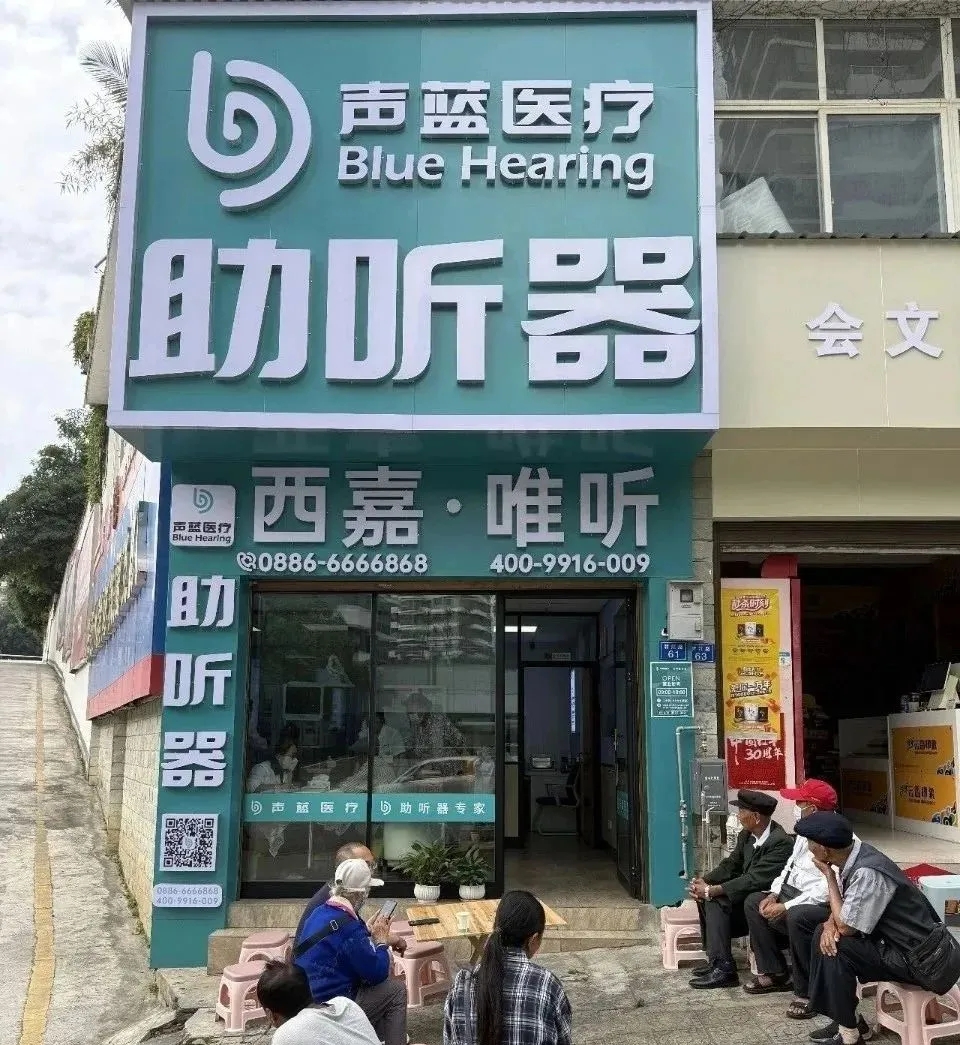 声蓝医疗
Blue Hearing
助听器
会文
西嘉·唯听
声蓝医疗
Blue Hearing
0886-6666868
400-9916-009
助听器
61
63
OPEN
声蓝医疗
助听器专家
30周年
0886-6666868
400-9916-009